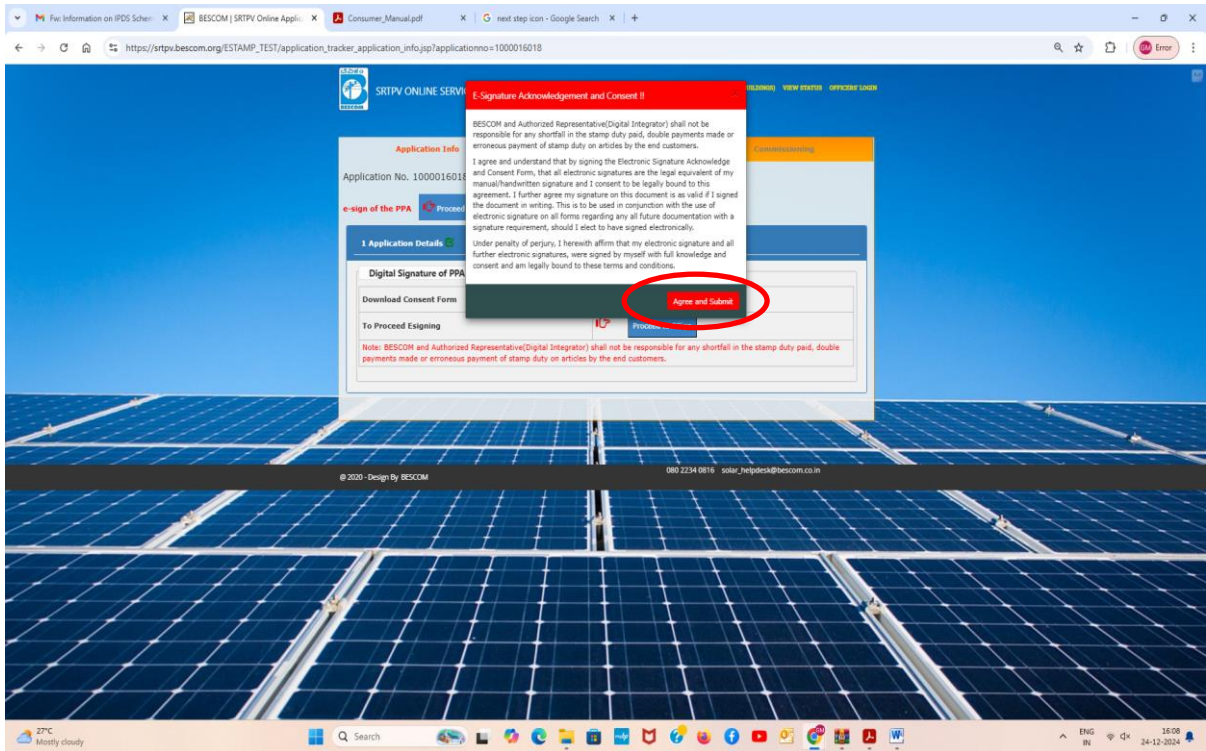 Fw: Information on IPDS Schem
BESCOM | SRTPV Online Applic
Consumer_Manual.pdf
next step icon - Google Search
https://srtpv.bescom.org/ESTAMP_TEST/application_tracker_application_info.jsp?applicationno=1000016018
GM Error
BESCOM
SRTPV ONLINE SERVI
VIEW STATUS OFFICERS' LOGIN
E-Signature Acknowledgement and Consent !!
BESCOM and Authorized Representative(Digital Integrator) shall not be
responsible for any shortfall in the stamp duty paid, double payments made or
erroneous payment of stamp duty on articles by the end customers.
I agree and understand that by signing the Electronic Signature Acknowledge
and Consent Form, that all electronic signatures are the legal equivalent of my
manual/handwritten signature and I consent to be legally bound to this
agreement. I further agree my signature on this document is as valid if I signed
the document in writing. This is to be used in conjunction with the use of
electronic signature on all forms regarding any all future documentation with a
signature requirement, should I elect to have signed electronically.
Under penalty of perjury, I herewith affirm that my electronic signature and all
further electronic signatures, were signed by myself with full knowledge and
consent and am legally bound to these terms and conditions.
Agree and Submit
Application Info
Commissioning
Application No. 1000016018
e-sign of the PPA
Proceed
1 Application Details
Digital Signature of PPA
Download Consent Form
To Proceed Esigning
Note: BESCOM and Authorized Representative(Digital Integrator) shall not be responsible for any shortfall in the stamp duty paid, double
payments made or erroneous payment of stamp duty on articles by the end customers.
@ 2020 - Design By BESCOM
080 2234 0816 solar_helpdesk@bescom.co.in
27°C
Mostly cloudy
Search
ENG
IN
16:08
24-12-2024